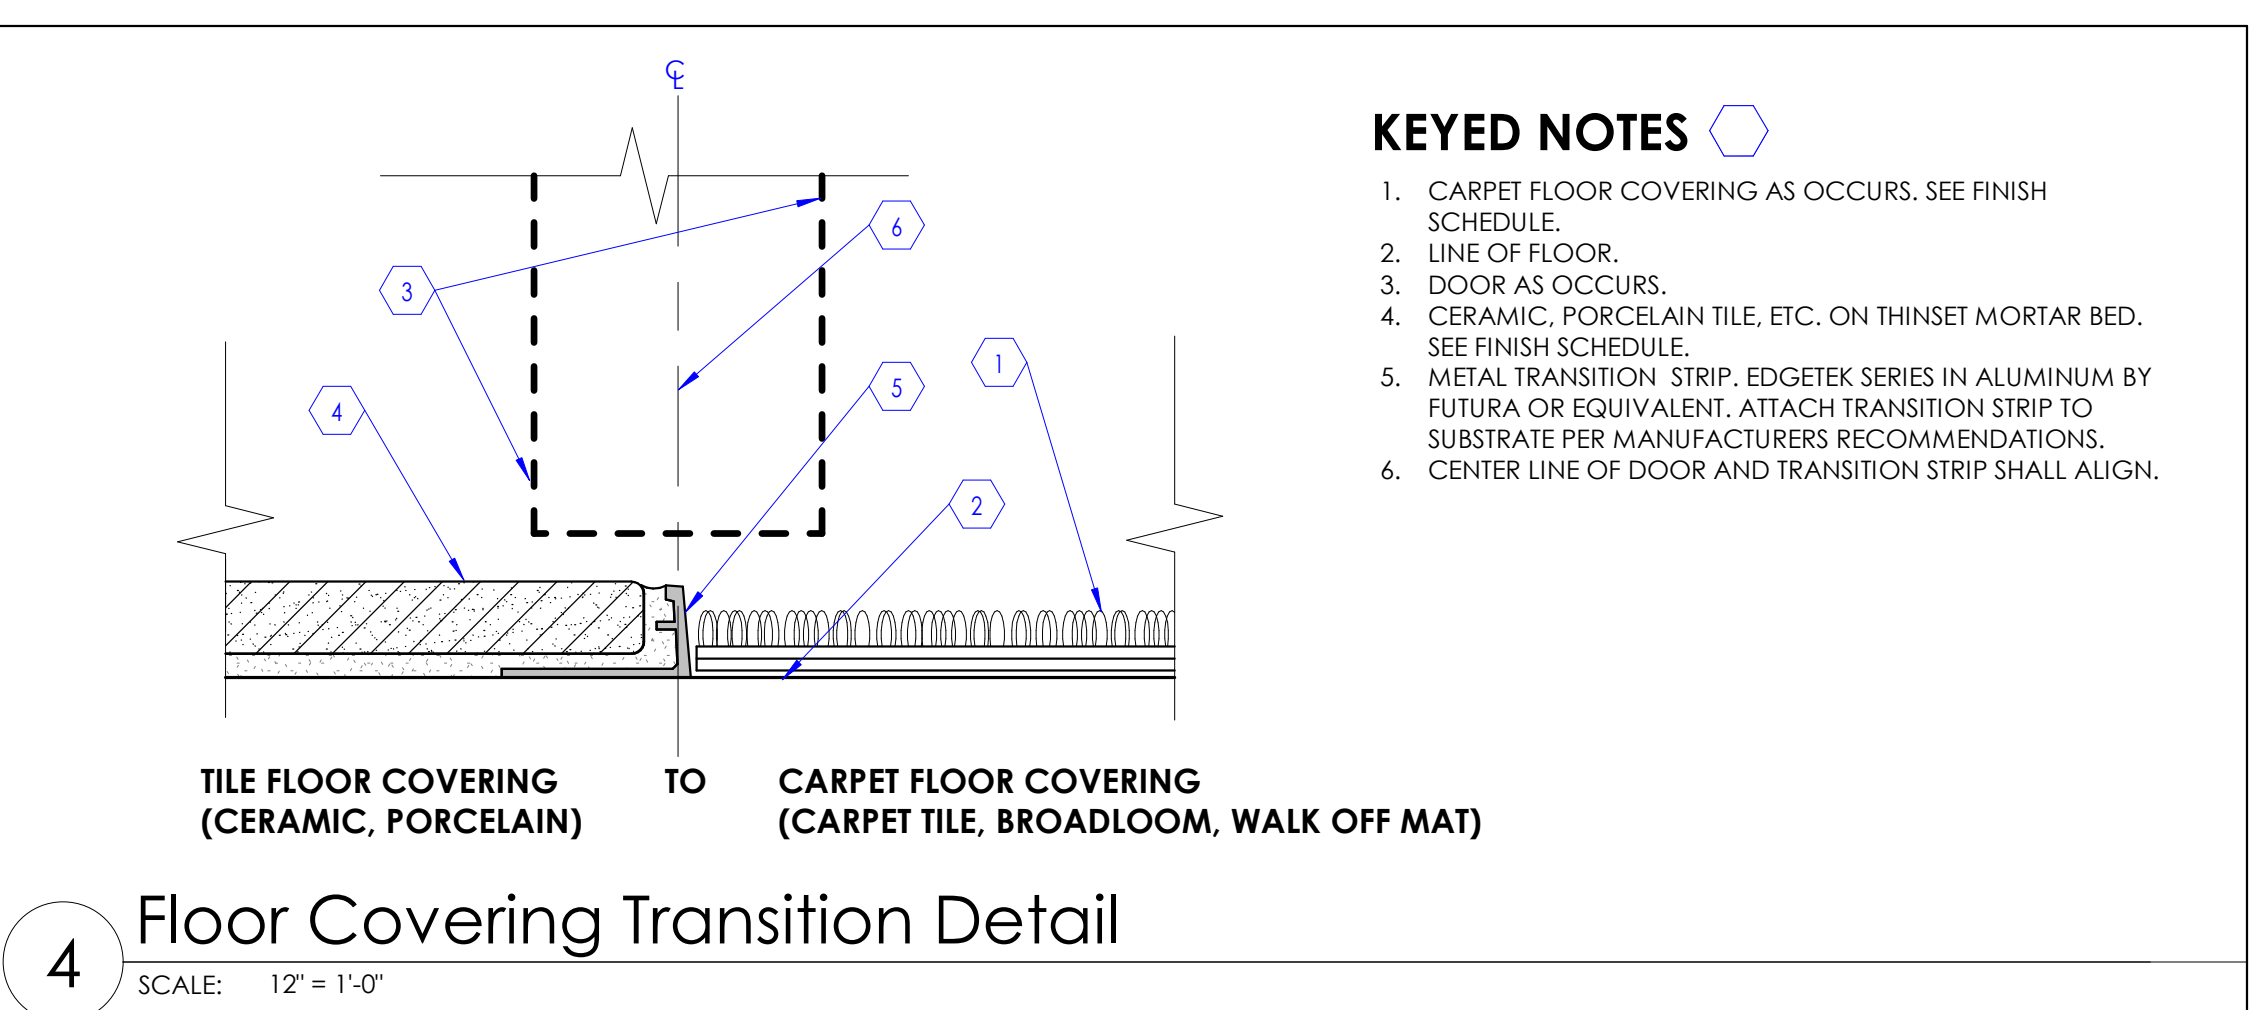 ℄
KEYED NOTES
1. CARPET FLOOR COVERING AS OCCURS. SEE FINISH
SCHEDULE.
2. LINE OF FLOOR.
3. DOOR AS OCCURS.
4. CERAMIC, PORCELAIN TILE, ETC. ON THINSET MORTAR BED.
SEE FINISH SCHEDULE.
5. METAL TRANSITION STRIP. EDGETEK SERIES IN ALUMINUM BY
FUTURA OR EQUIVALENT. ATTACH TRANSITION STRIP TO
SUBSTRATE PER MANUFACTURERS RECOMMENDATIONS.
6. CENTER LINE OF DOOR AND TRANSITION STRIP SHALL ALIGN.
6
3
1
5
4
2
TILE FLOOR COVERING TO CARPET FLOOR COVERING
(CERAMIC, PORCELAIN) (CARPET TILE, BROADLOOM, WALK OFF MAT)
4 Floor Covering Transition Detail
SCALE: 12" = 1'-0"